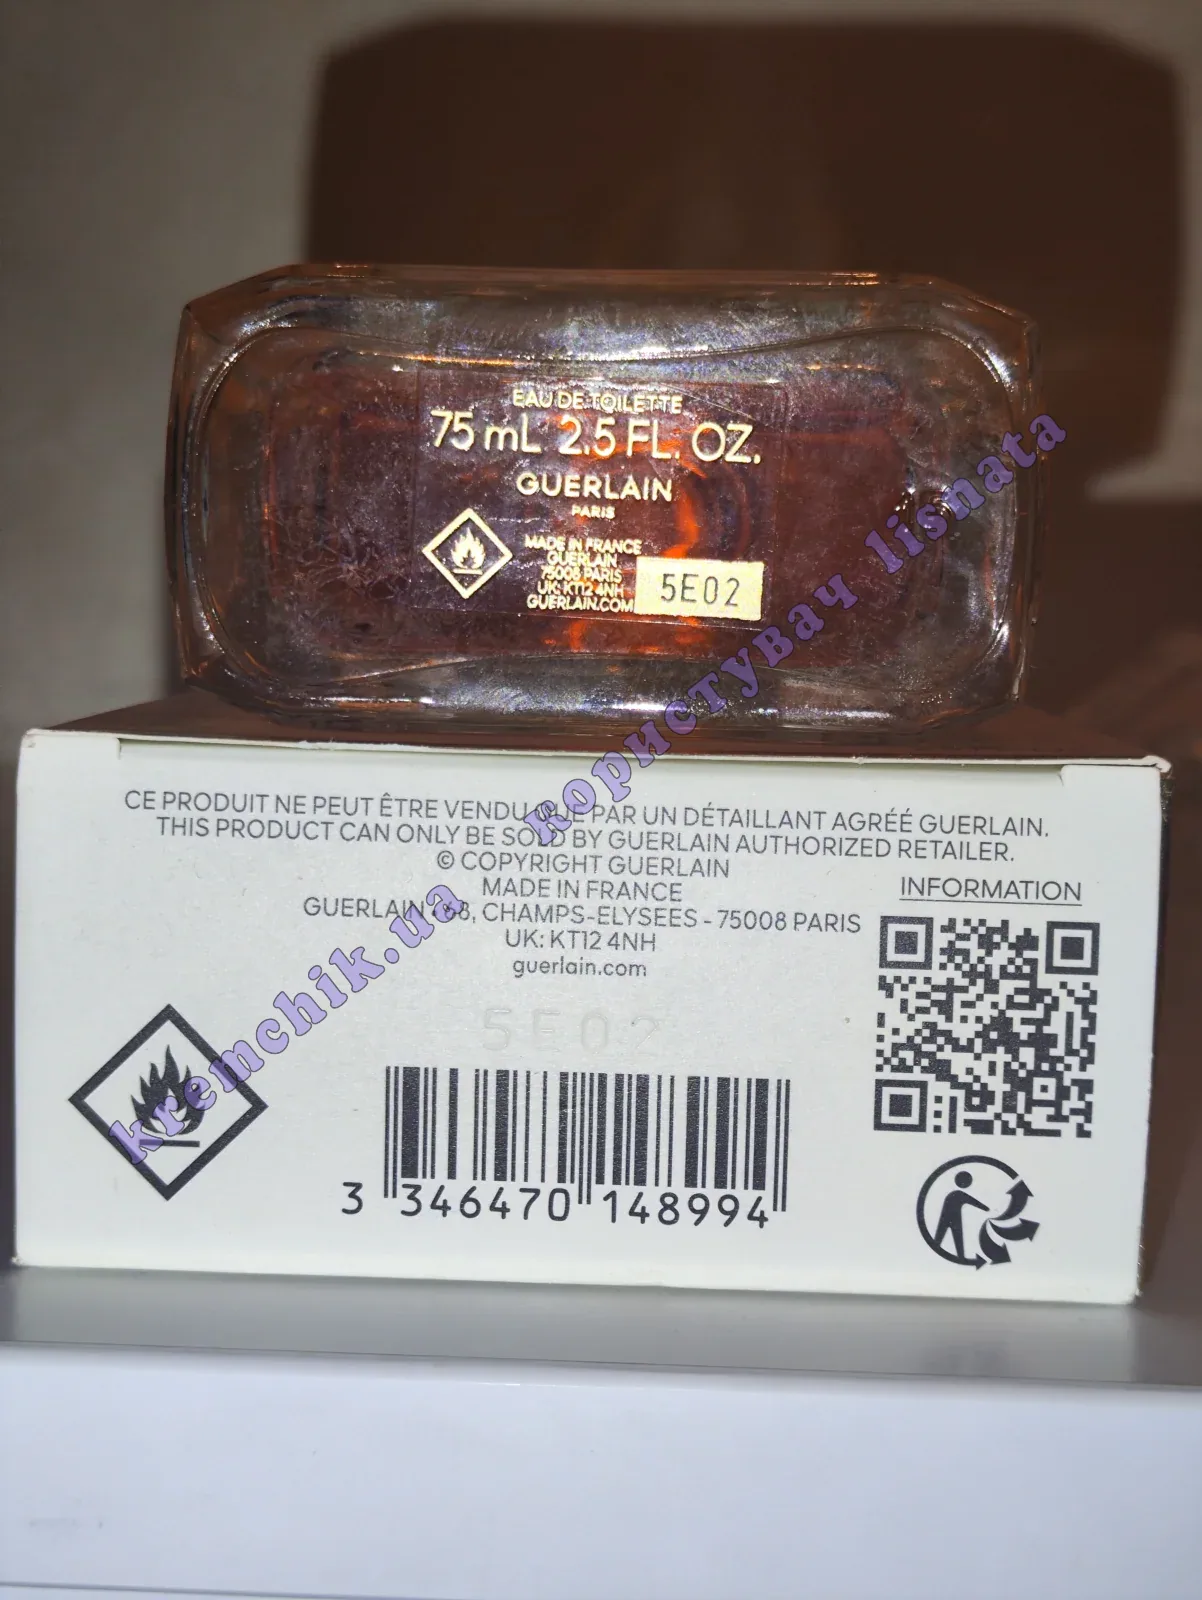 EAU DE TOILETTE
75 mL 2.5 FL. OZ.
GUERLAIN
PARIS
MADE IN FRANCE
GUERLAIN
75008 PARIS
UK: KT12 4NH
GUERLAIN.COM
5E02
CE PRODUIT NE PEUT ÊTRE VENDU QUE PAR UN DÉTAILLANT AGRÉÉ GUERLAIN.
THIS PRODUCT CAN ONLY BE SOLD BY GUERLAIN AUTHORIZED RETAILER.
© COPYRIGHT GUERLAIN
MADE IN FRANCE
GUERLAIN - 68, CHAMPS-ELYSEES - 75008 PARIS
UK: KT12 4NH
guerlain.com
INFORMATION
5E02
3 346470 148994
kremchik.ua користувач lisnata